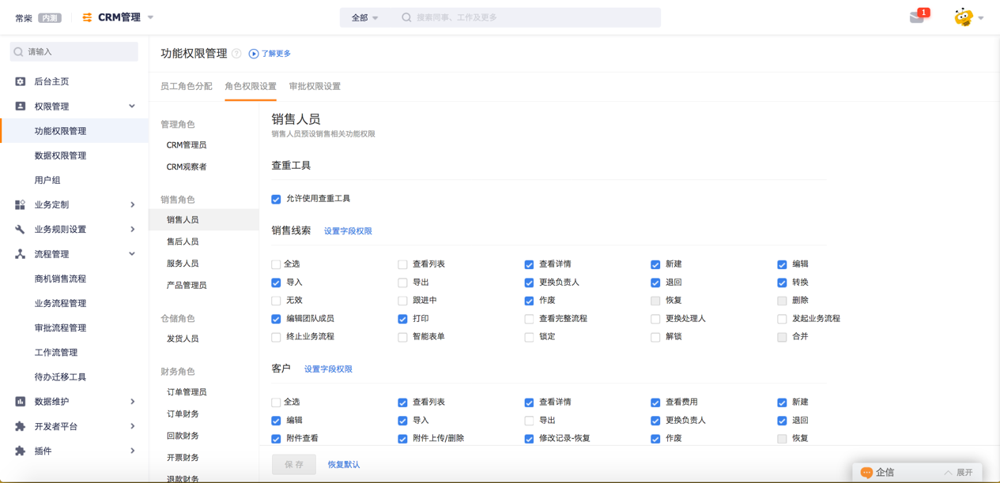 常柴 内测 CRM管理 全部 搜索同事、工作及更多 1
请输入
后台主页
权限管理
功能权限管理
数据权限管理
用户组
业务定制
业务规则设置
流程管理
商机销售流程
业务流程管理
审批流程管理
工作流管理
待办迁移工具
数据维护
开发者平台
插件
功能权限管理 ? 了解更多
员工角色分配 角色权限设置 审批权限设置
管理角色
CRM管理员
CRM观察者
销售角色
销售人员
售后人员
服务人员
产品管理员
仓储角色
发货人员
财务角色
订单管理员
订单财务
回款财务
开票财务
退款财务
销售人员
销售人员预设销售相关功能权限
查重工具
允许使用查重工具
销售线索 设置字段权限
全选 查看列表 查看详情 新建 编辑
导入 导出 更换负责人 退回 转换
无效 跟进中 作废 恢复 删除
编辑团队成员 打印 查看完整流程 更换处理人 发起业务流程
终止业务流程 智能表单 锁定 解锁 合并
客户 设置字段权限
全选 查看列表 查看详情 查看费用 新建
编辑 导入 导出 更换负责人 退回
附件查看 附件上传/删除 修改记录-恢复 作废 恢复
保 存 恢复默认
企信 展开